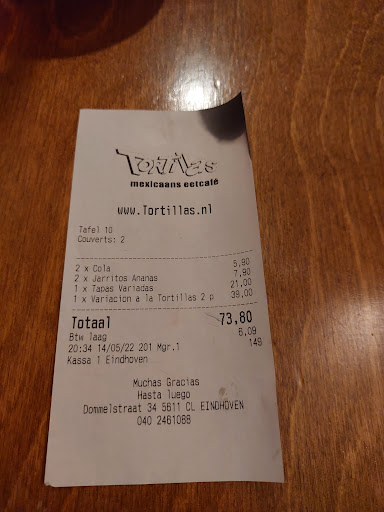 Tortillas
mexicaans eetcafé
www.Tortillas.nl
Tafel 10
Couverts: 2
2 x Cola 5,90
2 x Jarritos Ananas 7,90
1 x Tapas Variadas 21,00
1 x Variacion a la Tortillas 2 p 39,00
Totaal 73,80
Btw laag 6,09
20:34 14/05/22 201 Mgr.1 148
Kassa 1 Eindhoven
Muchas Gracias
Hasta luego
Dommelstraat 34 5611 CL EINDHOVEN
040 2461088